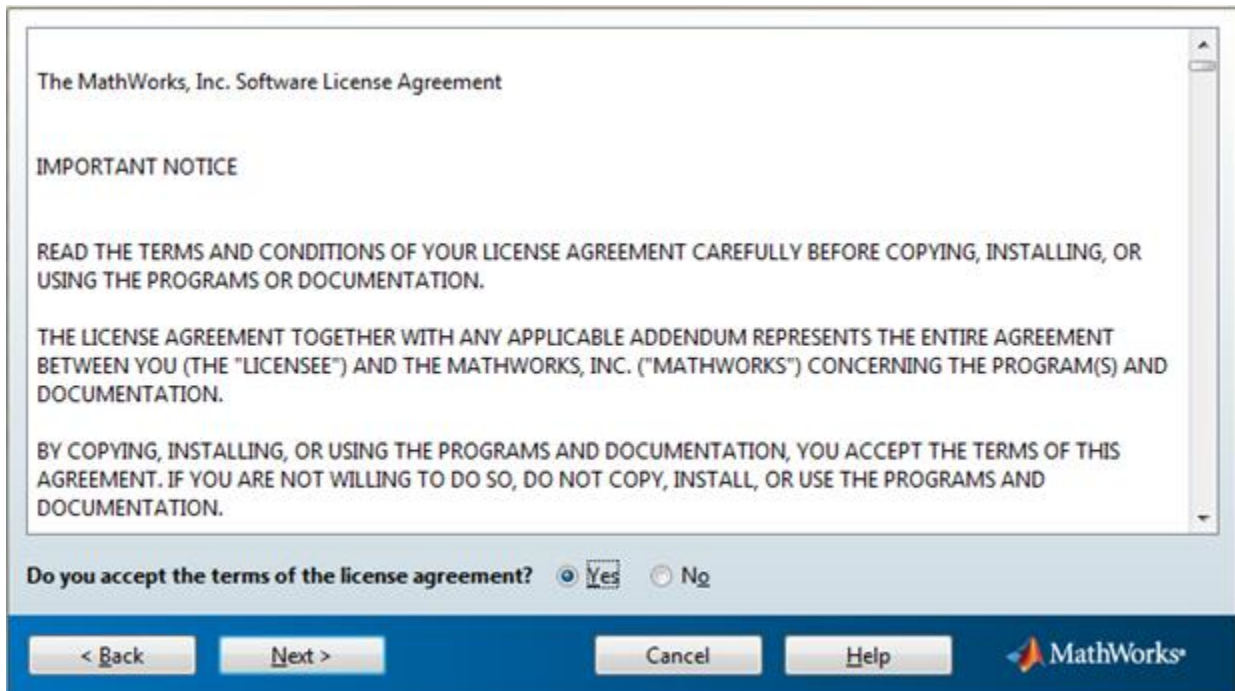 The MathWorks, Inc. Software License Agreement
IMPORTANT NOTICE
READ THE TERMS AND CONDITIONS OF YOUR LICENSE AGREEMENT CAREFULLY BEFORE COPYING, INSTALLING, OR
USING THE PROGRAMS OR DOCUMENTATION.
THE LICENSE AGREEMENT TOGETHER WITH ANY APPLICABLE ADDENDUM REPRESENTS THE ENTIRE AGREEMENT
BETWEEN YOU (THE "LICENSEE") AND THE MATHWORKS, INC. ("MATHWORKS") CONCERNING THE PROGRAM(S) AND
DOCUMENTATION.
BY COPYING, INSTALLING, OR USING THE PROGRAMS AND DOCUMENTATION, YOU ACCEPT THE TERMS OF THIS
AGREEMENT. IF YOU ARE NOT WILLING TO DO SO, DO NOT COPY, INSTALL, OR USE THE PROGRAMS AND
DOCUMENTATION.
Do you accept the terms of the license agreement? Yes No
< Back Next > Cancel Help MathWorks®